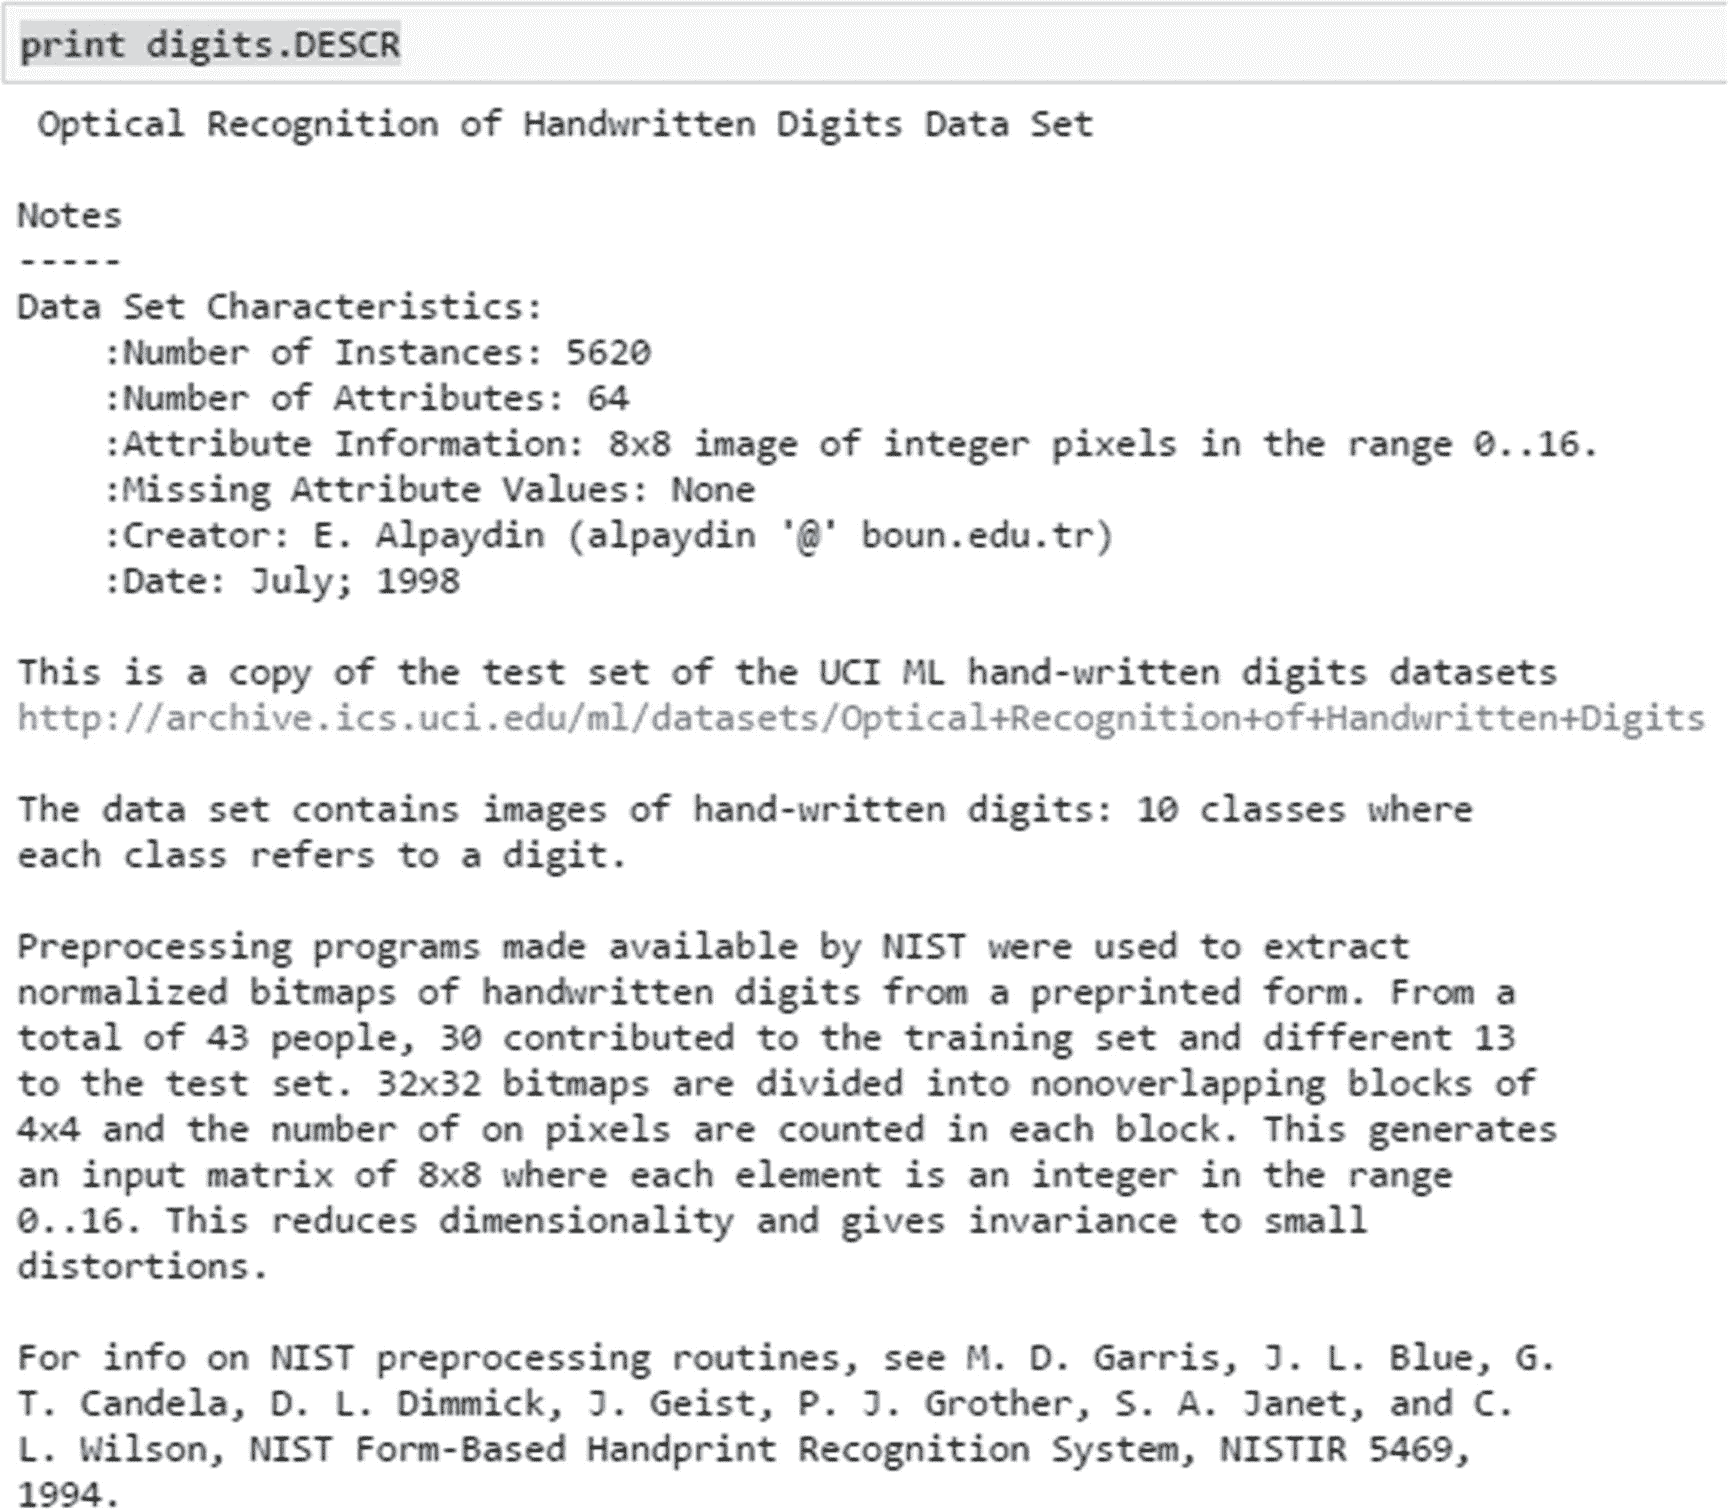 print digits.DESCR
Optical Recognition of Handwritten Digits Data Set
Notes
-----
Data Set Characteristics:
:Number of Instances: 5620
:Number of Attributes: 64
:Attribute Information: 8x8 image of integer pixels in the range 0..16.
:Missing Attribute Values: None
:Creator: E. Alpaydin (alpaydin '@' boun.edu.tr)
:Date: July; 1998
This is a copy of the test set of the UCI ML hand-written digits datasets
http://archive.ics.uci.edu/ml/datasets/Optical+Recognition+of+Handwritten+Digits
The data set contains images of hand-written digits: 10 classes where
each class refers to a digit.
Preprocessing programs made available by NIST were used to extract
normalized bitmaps of handwritten digits from a preprinted form. From a
total of 43 people, 30 contributed to the training set and different 13
to the test set. 32x32 bitmaps are divided into nonoverlapping blocks of
4x4 and the number of on pixels are counted in each block. This generates
an input matrix of 8x8 where each element is an integer in the range
0..16. This reduces dimensionality and gives invariance to small
distortions.
For info on NIST preprocessing routines, see M. D. Garris, J. L. Blue, G.
T. Candela, D. L. Dimmick, J. Geist, P. J. Grother, S. A. Janet, and C.
L. Wilson, NIST Form-Based Handprint Recognition System, NISTIR 5469,
1994.